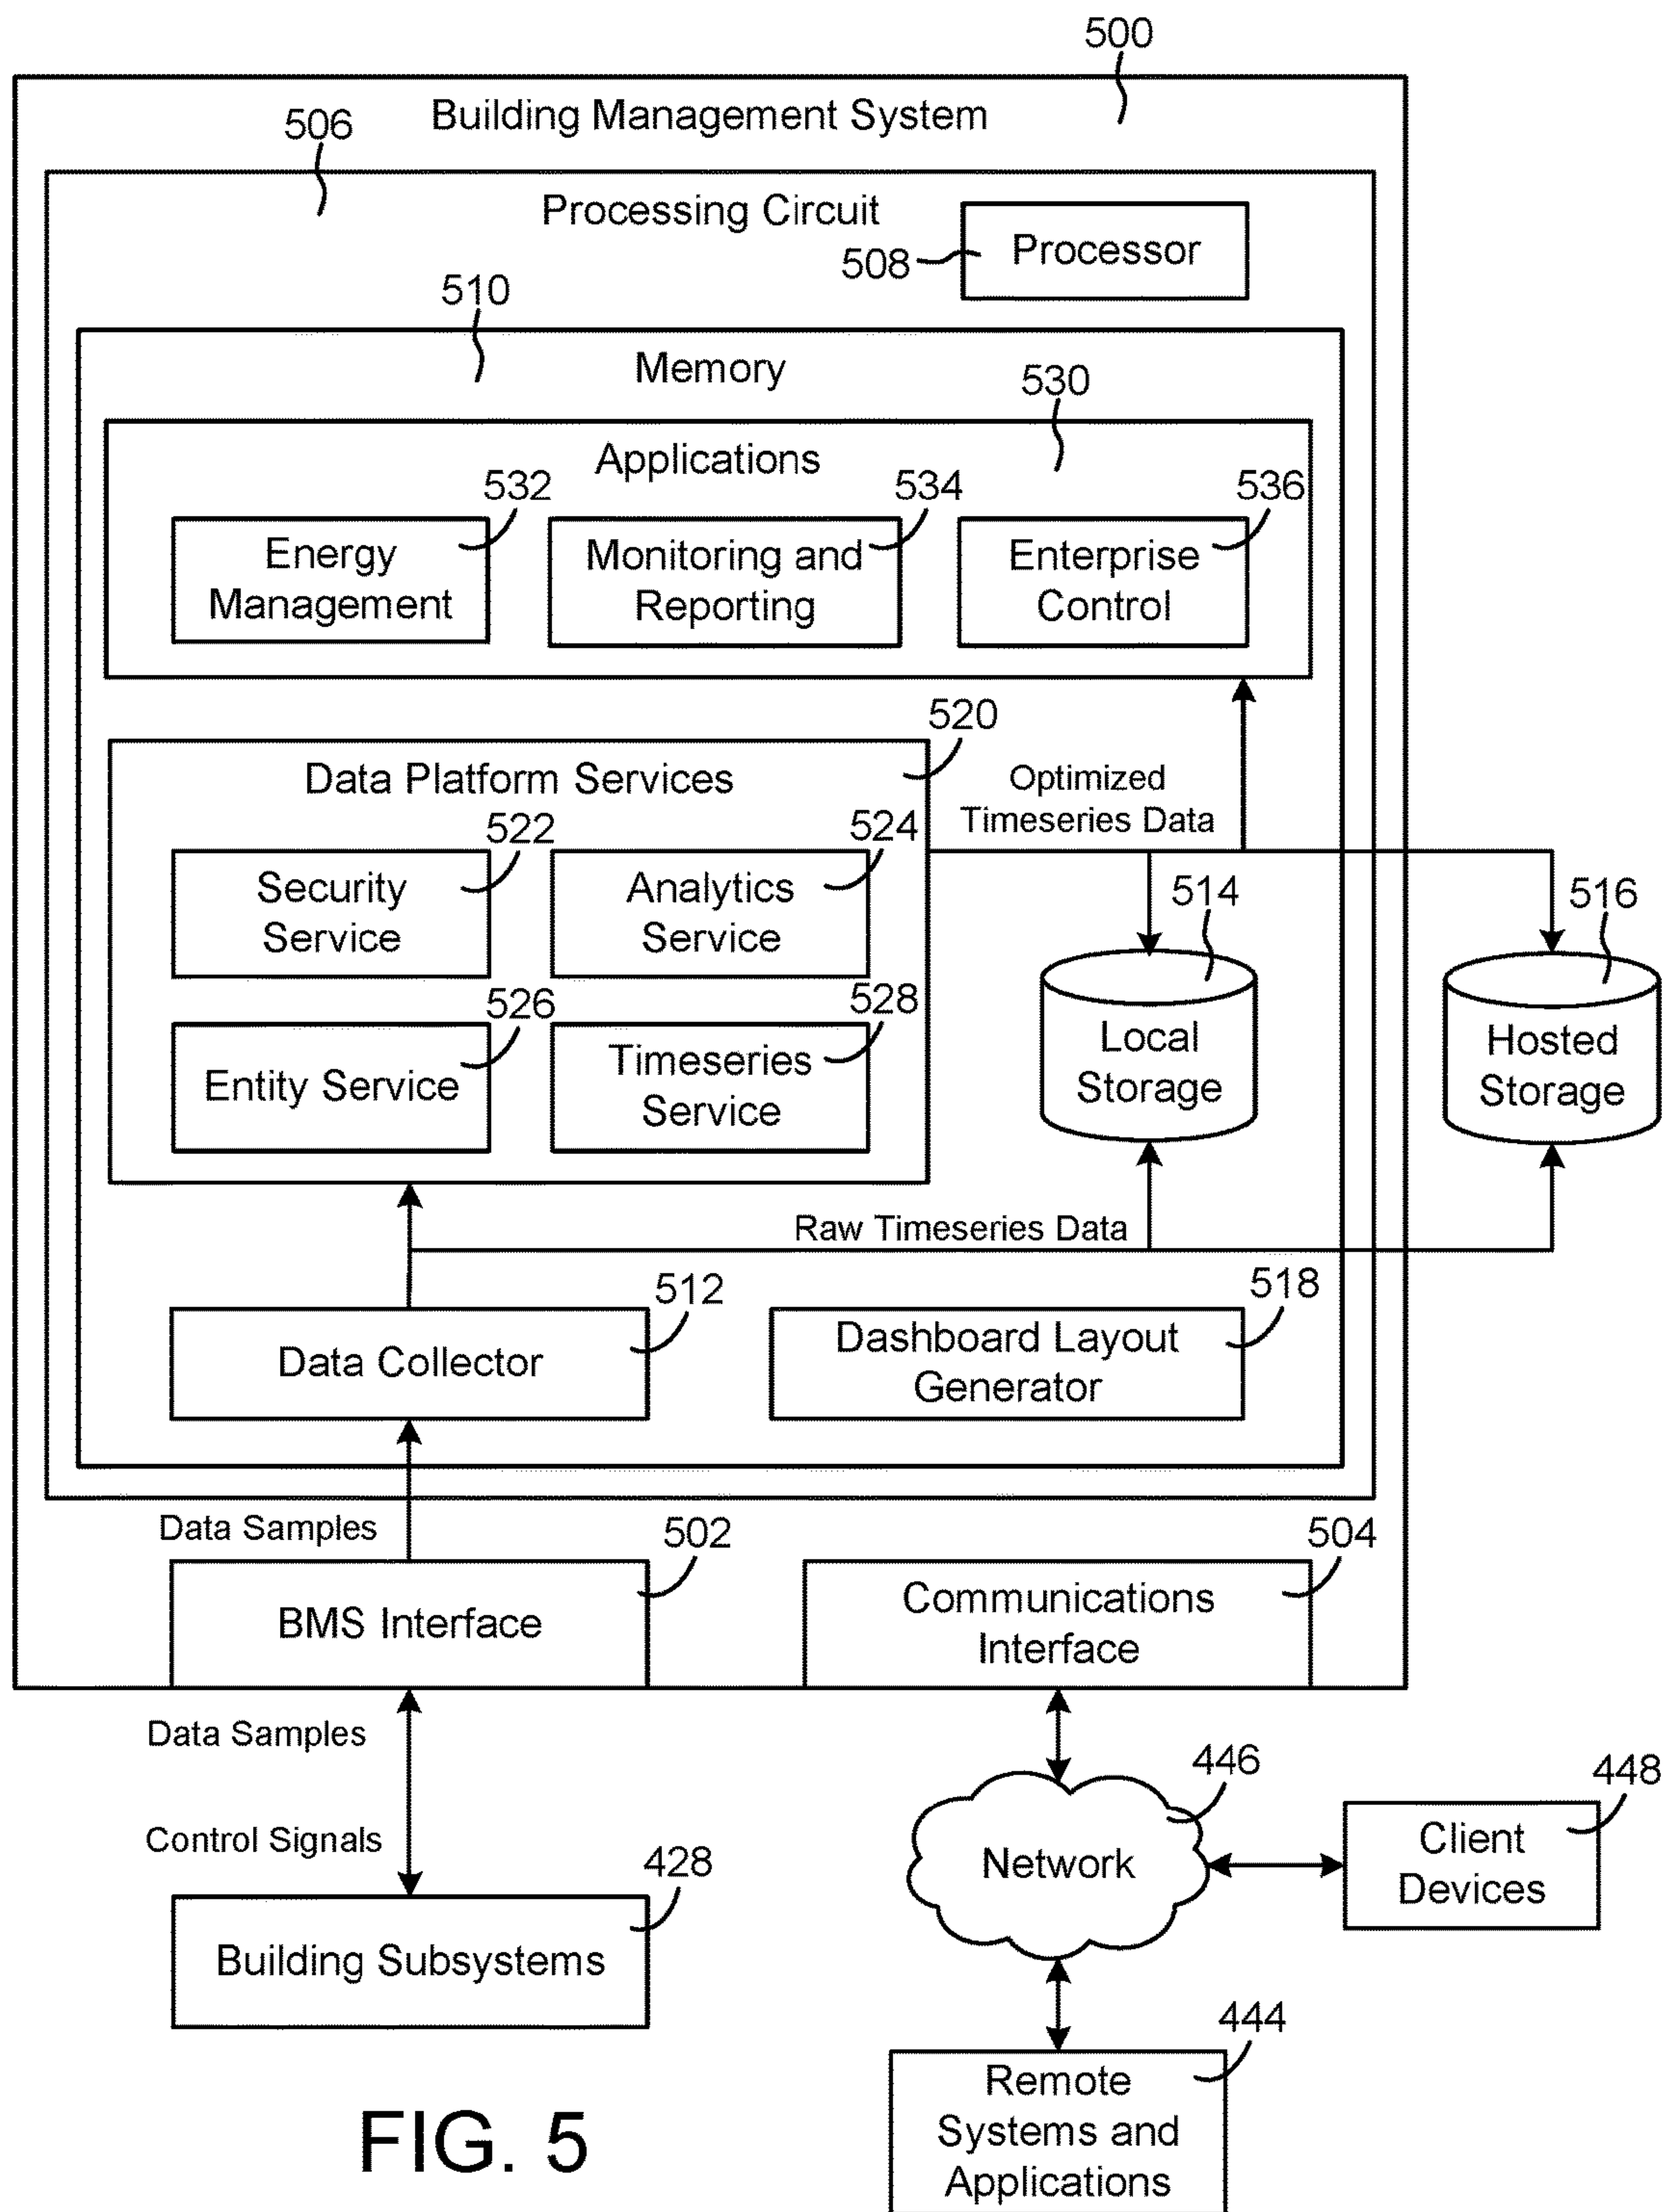 500
Building Management System
506
Processing Circuit
508
Processor
510
Memory
530
Applications
532
534
536
Energy
Management
Monitoring and
Reporting
Enterprise
Control
520
Data Platform Services
Optimized
Timeseries Data
522
524
Security
Service
Analytics
Service
514
516
526
528
Entity Service
Timeseries
Service
Local
Storage
Hosted
Storage
Raw Timeseries Data
512
518
Data Collector
Dashboard Layout
Generator
Data Samples
502
504
BMS Interface
Communications
Interface
Data Samples
446
448
Control Signals
Network
Client
Devices
428
Building Subsystems
444
Remote
Systems and
Applications
FIG. 5